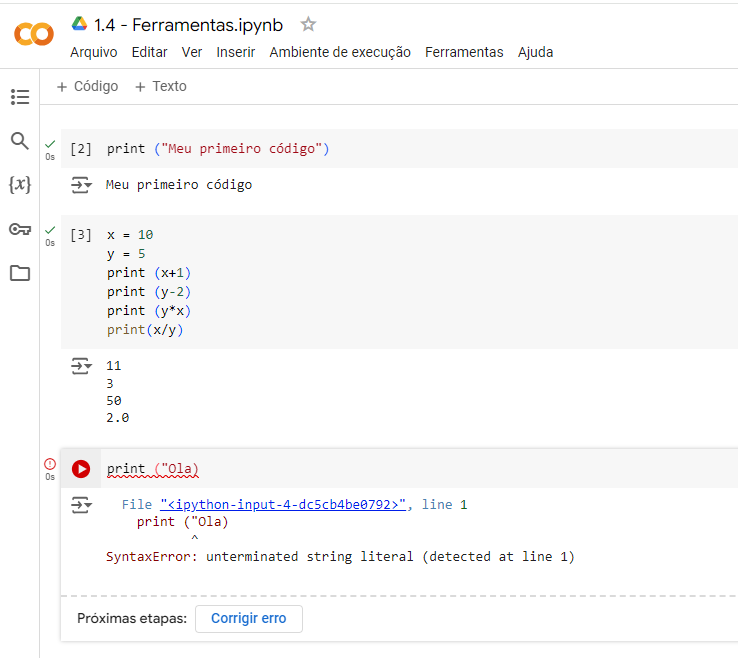 1.4 - Ferramentas.ipynb
Arquivo Editar Ver Inserir Ambiente de execução Ferramentas Ajuda
+ Código + Texto
[2] print ("Meu primeiro código")
0s
Meu primeiro código
{x}
[3] x = 10
0s
y = 5
print (x+1)
print (y-2)
print (y*x)
print(x/y)
11
3
50
2.0
print ("Ola)
0s
File "<ipython-input-4-dc5cb4be0792>", line 1
print ("Ola)
^
SyntaxError: unterminated string literal (detected at line 1)
Próximas etapas: Corrigir erro